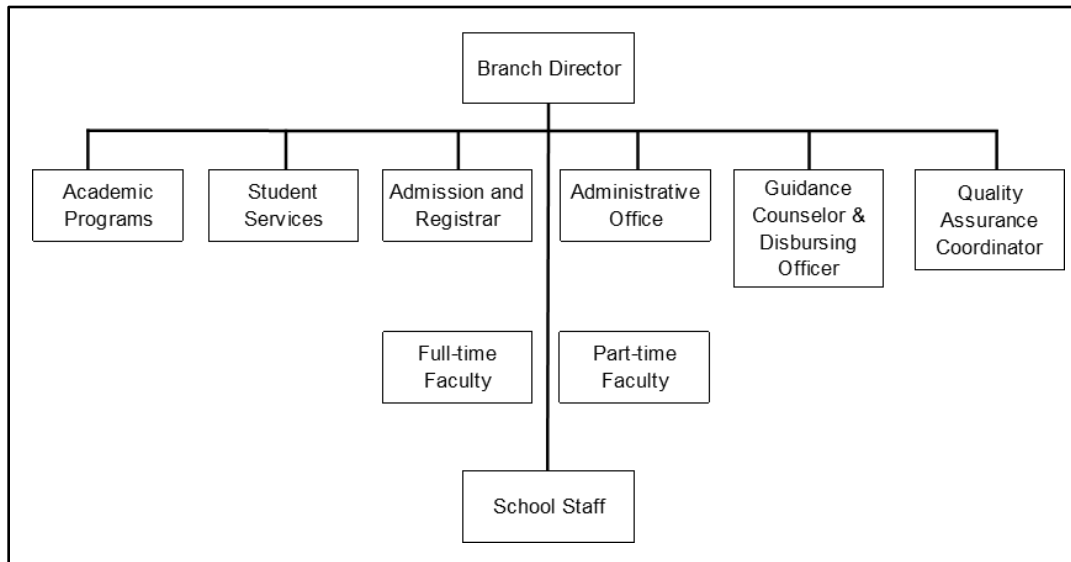 Branch Director
Academic
Programs
Student
Services
Admission and
Registrar
Administrative
Office
Guidance
Counselor &
Disbursing
Officer
Quality
Assurance
Coordinator
Full-time
Faculty
Part-time
Faculty
School Staff